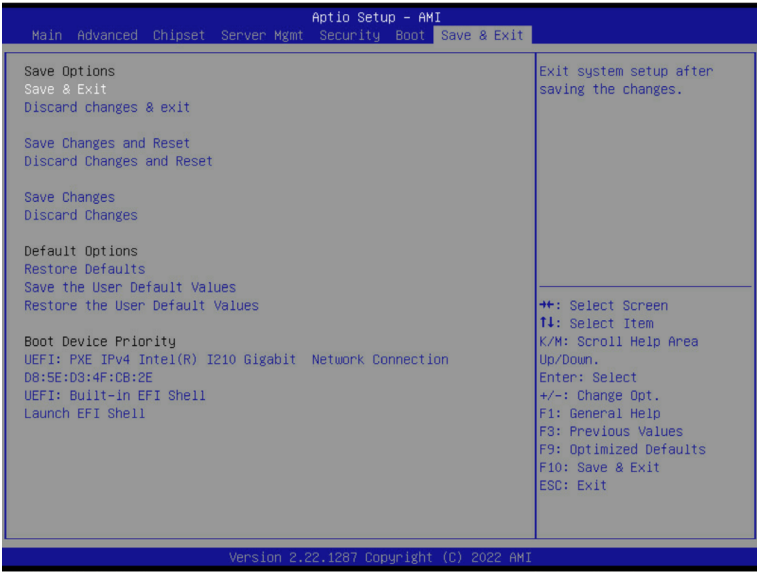 Aptio Setup – AMI
Main Advanced Chipset Server Mgmt Security Boot Save & Exit
Save Options
Save & Exit
Discard changes & exit
Save Changes and Reset
Discard Changes and Reset
Save Changes
Discard Changes
Default Options
Restore Defaults
Save the User Default Values
Restore the User Default Values
Boot Device Priority
UEFI: PXE IPv4 Intel(R) I210 Gigabit Network Connection
D8:5E:D3:4F:CB:2E
UEFI: Built-in EFI Shell
Launch EFI Shell
Exit system setup after
saving the changes.
→←: Select Screen
↑↓: Select Item
K/M: Scroll Help Area
Up/Down.
Enter: Select
+/-: Change Opt.
F1: General Help
F3: Previous Values
F9: Optimized Defaults
F10: Save & Exit
ESC: Exit
Version 2.22.1287 Copyright (C) 2022 AMI